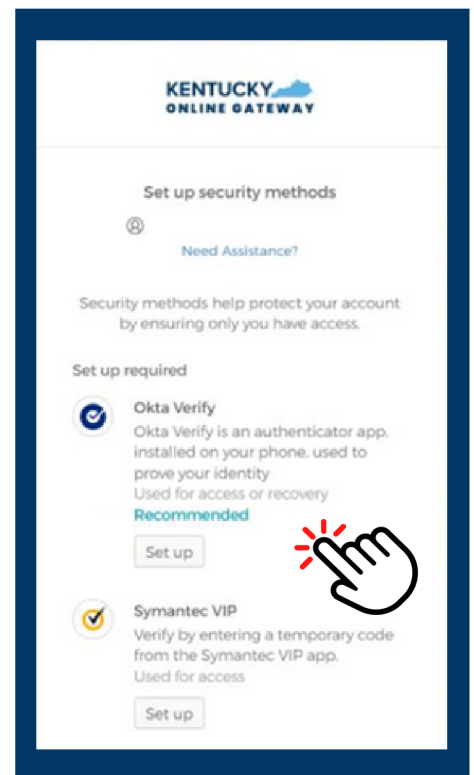 KENTUCKY
ONLINE GATEWAY
Set up security methods
Need Assistance?
Security methods help protect your account
by ensuring only you have access.
Set up required
Okta Verify
Okta Verify is an authenticator app,
installed on your phone, used to
prove your identity
Used for access or recovery
Recommended
Set up
Symantec VIP
Verify by entering a temporary code
from the Symantec VIP app.
Used for access
Set up